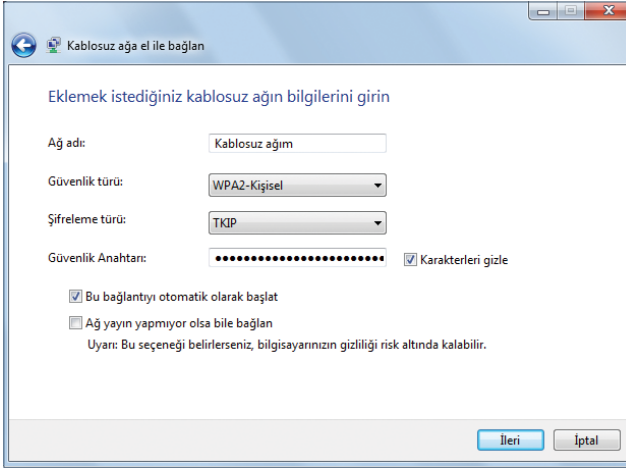 Kablosuz ağa el ile bağlan
Eklemek istediğiniz kablosuz ağın bilgilerini girin
Ağ adı: Kablosuz ağım
Güvenlik türü: WPA2-Kişisel
Şifreleme türü: TKIP
Güvenlik Anahtarı: ●●●●●●●●●●●●●●●●●●●●●●●● Karakterleri gizle
Bu bağlantıyı otomatik olarak başlat
Ağ yayın yapmıyor olsa bile bağlan
Uyarı: Bu seçeneği belirlerseniz, bilgisayarınızın gizliliği risk altında kalabilir.
İleri İptal